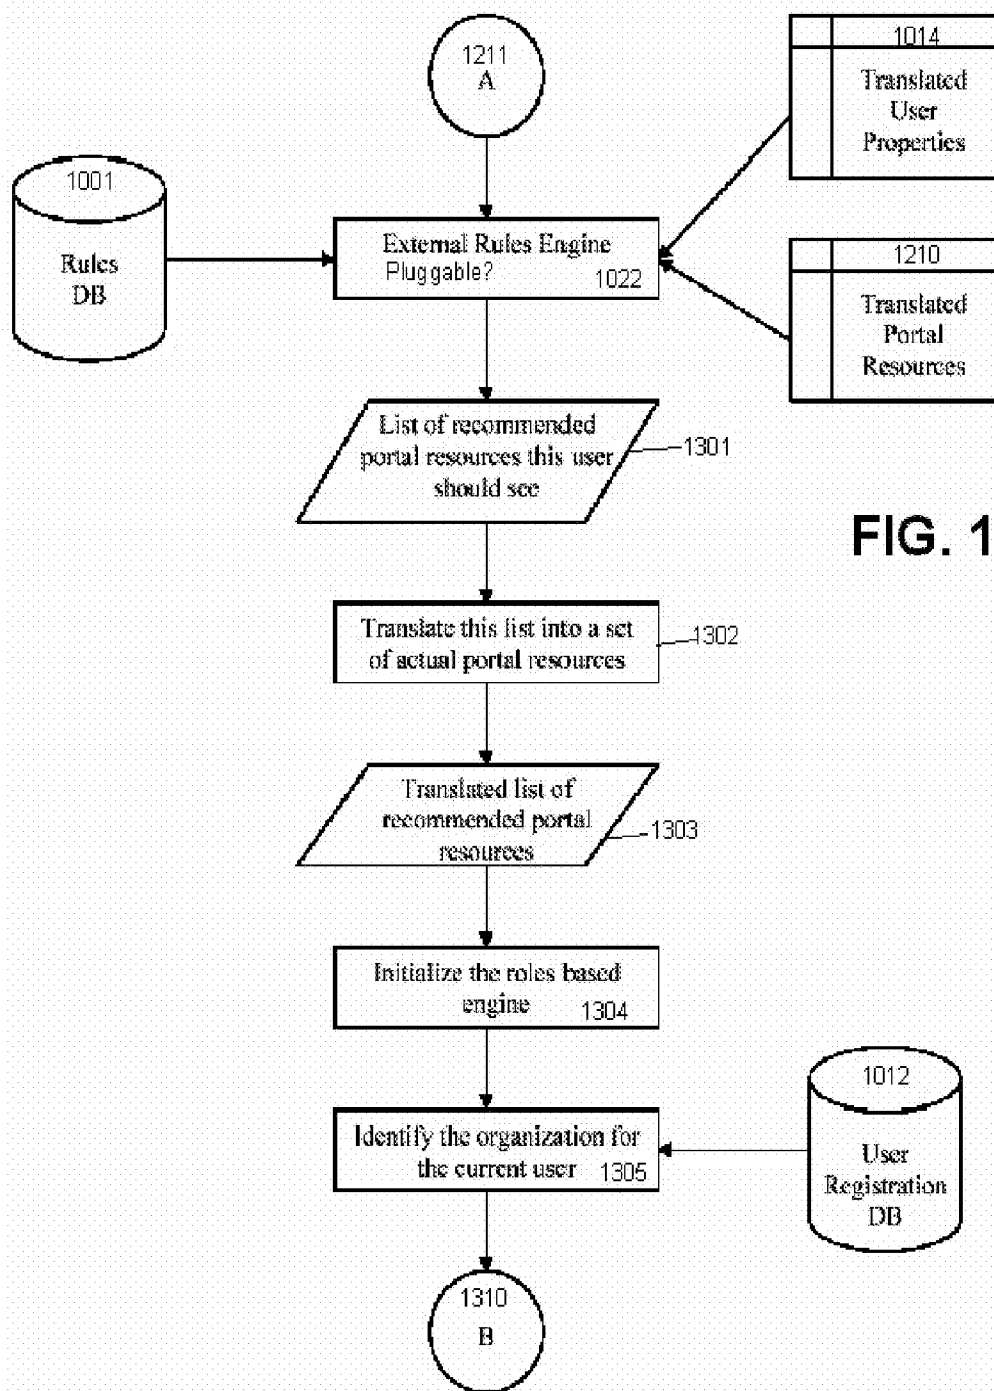 1211
A
1014
Translated
User
Properties
1001
Rules
DB
External Rules Engine
Pluggable?
1022
1210
Translated
Portal
Resources
List of recommended
portal resources this user
should see
1301
FIG. 1
Translate this list into a set
of actual portal resources
1302
Translated list of
recommended portal
resources
1303
Initialize the roles based
engine
1304
Identify the organization for
the current user
1305
1012
User
Registration
DB
1310
B